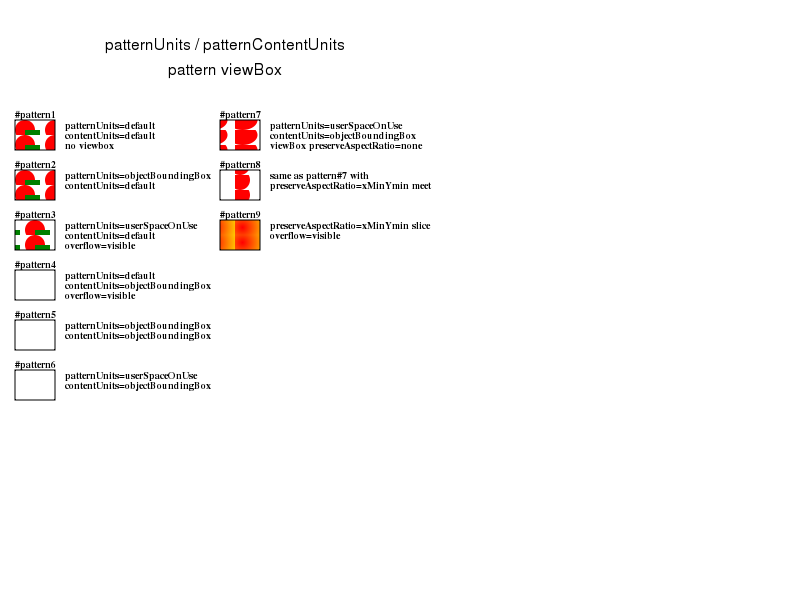 patternUnits / patternContentUnits
pattern viewBox
#pattern1
patternUnits=default
contentUnits=default
no viewbox
#pattern2
patternUnits=objectBoundingBox
contentUnits=default
#pattern3
patternUnits=userSpaceOnUse
contentUnits=default
overflow=visible
#pattern4
patternUnits=default
contentUnits=objectBoundingBox
overflow=visible
#pattern5
patternUnits=objectBoundingBox
contentUnits=objectBoundingBox
#pattern6
patternUnits=userSpaceOnUse
contentUnits=objectBoundingBox
#pattern7
patternUnits=userSpaceOnUse
contentUnits=objectBoundingBox
viewBox preserveAspectRatio=none
#pattern8
same as pattern#7 with
preserveAspectRatio=xMinYmin meet
#pattern9
preserveAspectRatio=xMinYmin slice
overflow=visible